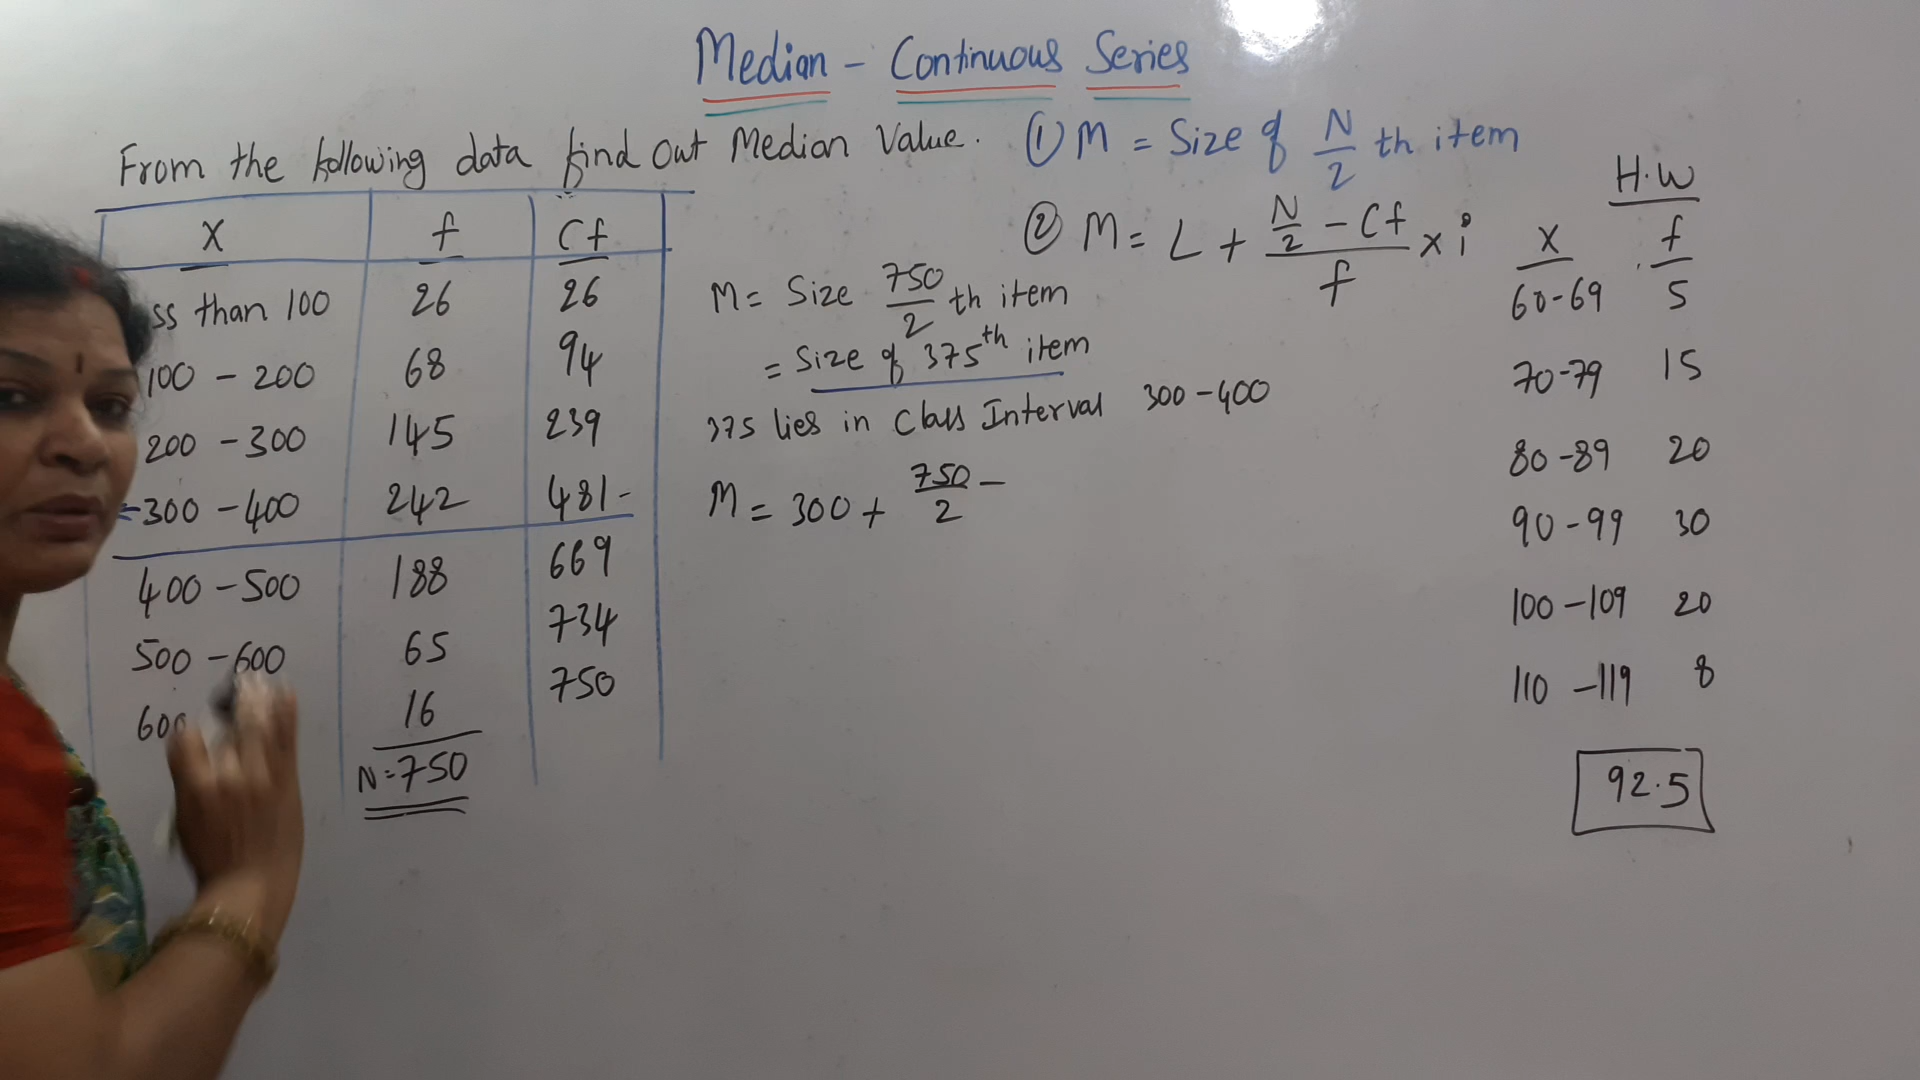 Median - Continuous Series
From the following data find out Median Value.
① M = Size of N/2 th item
② M = L + (N/2 - Cf)/f x i
X f Cf
ss than 100 26 26
100 - 200 68 94
200 - 300 145 239
300 - 400 242 481
400 - 500 188 669
500 - 600 65 734
600 16 750
N = 750
M = Size 750/2 th item
= Size of 375th item
375 lies in Class Interval 300 - 400
M = 300 + 750/2 -
H.W
X f
60-69 5
70-79 15
80-89 20
90-99 30
100-109 20
110-119 8
92.5